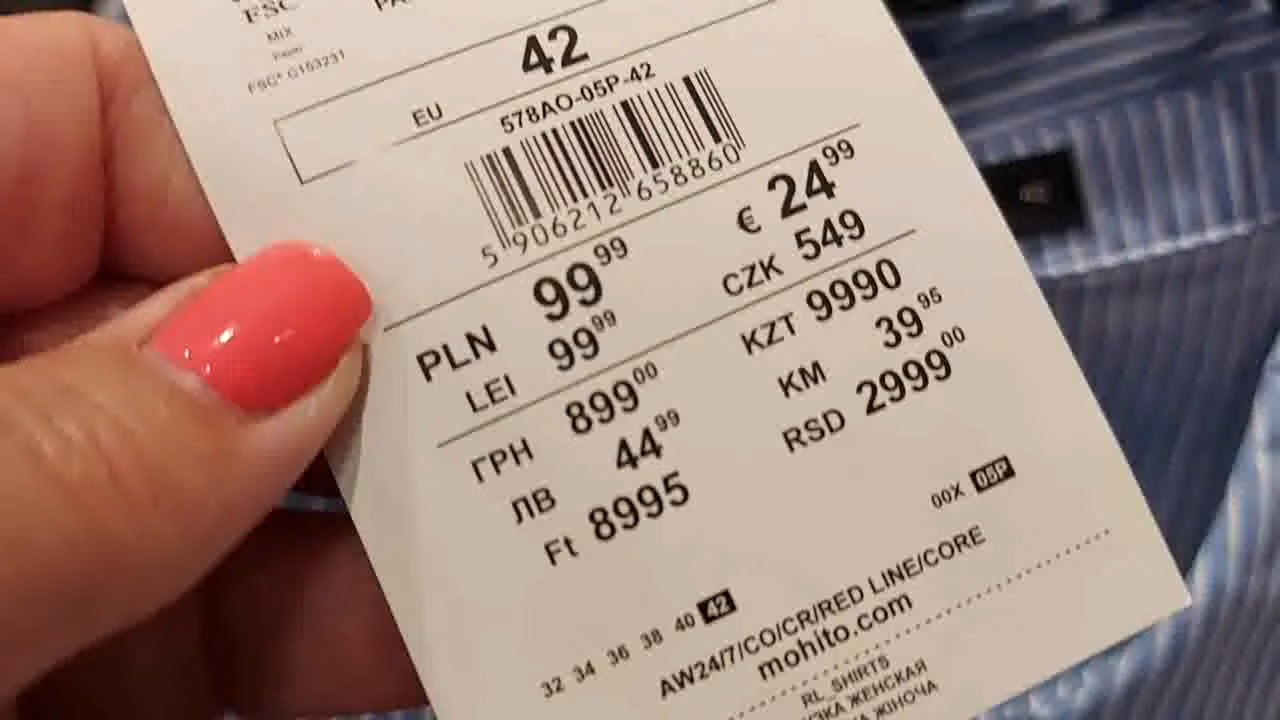 FSC
MIX
Paper
FSC® C153231
42
EU
578AO-05P-42
5 906212 658860
€ 24⁹⁹
CZK 549
PLN 99⁹⁹
LEI 99⁹⁹
KZT 9990
KM 39⁹⁵
RSD 2999⁰⁰
ГРН 899⁰⁰
ЛВ 44⁹⁹
Ft 8995
00X 05P
32 34 36 38 40 42
AW24/7/CO/CR/RED LINE/CORE
mohito.com
RL_SHIRTS
ЖЕНСКАЯ
ЖІНОЧА